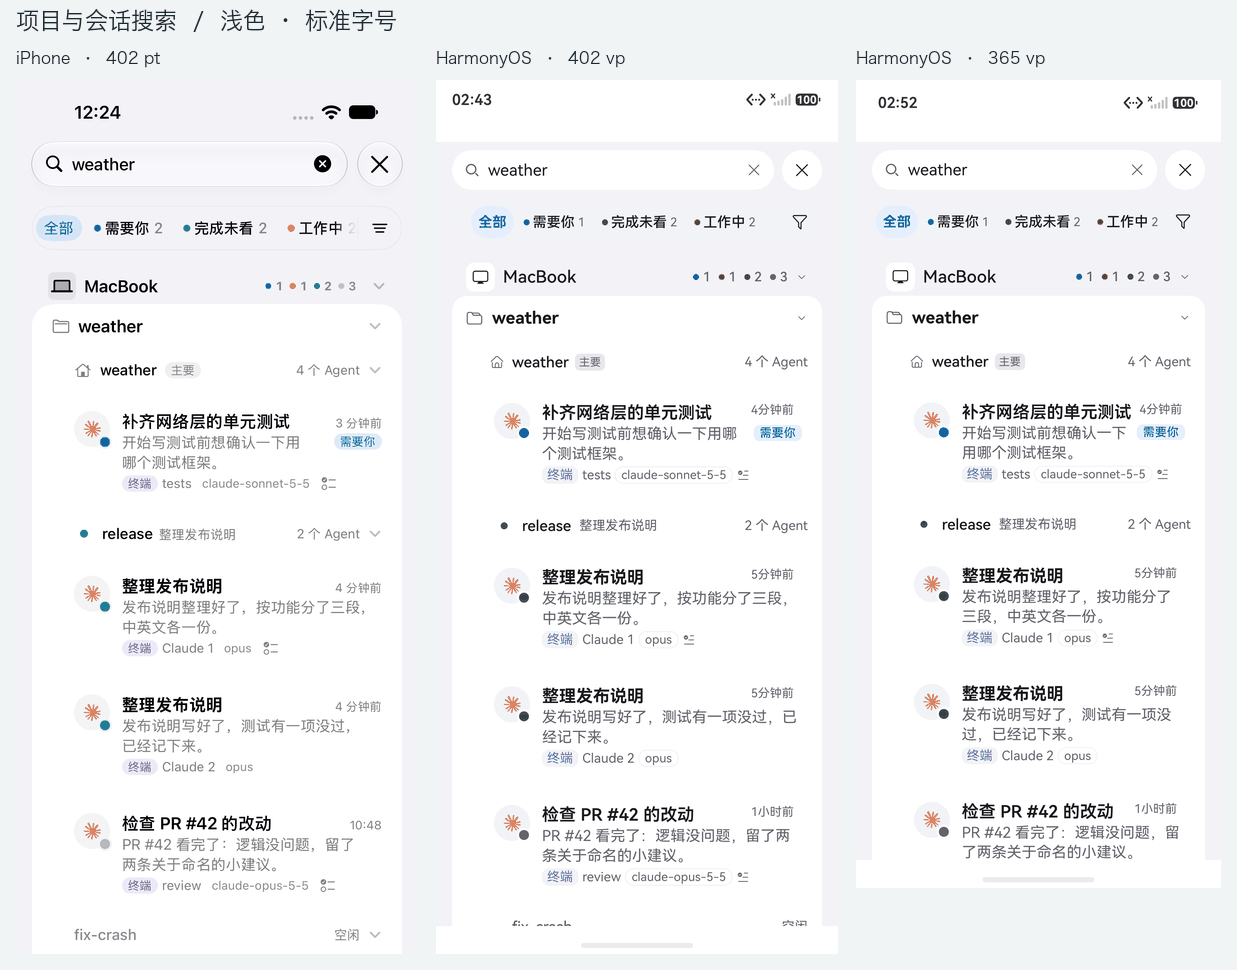 项目与会话搜索 / 浅色 · 标准字号
iPhone · 402 pt
12:24
weather
全部 需要你 2 完成未看 2 工作中 2
MacBook 1 1 2 3
weather
weather 主要 4 个 Agent
补齐网络层的单元测试 3 分钟前
开始写测试前想确认一下用 需要你
哪个测试框架。
终端 tests claude-sonnet-5-5
release 整理发布说明 2 个 Agent
整理发布说明 4 分钟前
发布说明整理好了，按功能分了三段，
中英文各一份。
终端 Claude 1 opus
整理发布说明 4 分钟前
发布说明写好了，测试有一项没过，
已经记下来。
终端 Claude 2 opus
检查 PR #42 的改动 10:48
PR #42 看完了：逻辑没问题，留了
两条关于命名的小建议。
终端 review claude-opus-5-5
fix-crash 空闲
HarmonyOS · 402 vp
02:43 100
weather
全部 需要你 1 完成未看 2 工作中 2
MacBook 1 1 2 3
weather
weather 主要 4 个 Agent
补齐网络层的单元测试 4分钟前
开始写测试前想确认一下用哪 需要你
个测试框架。
终端 tests claude-sonnet-5-5
release 整理发布说明 2 个 Agent
整理发布说明 5分钟前
发布说明整理好了，按功能分了三段，
中英文各一份。
终端 Claude 1 opus
整理发布说明 5分钟前
发布说明写好了，测试有一项没过，已
经记下来。
终端 Claude 2 opus
检查 PR #42 的改动 1小时前
PR #42 看完了：逻辑没问题，留了两
条关于命名的小建议。
终端 review claude-opus-5-5
fix-crash 空闲
HarmonyOS · 365 vp
02:52 100
weather
全部 需要你 1 完成未看 2 工作中 2
MacBook 1 1 2 3
weather
weather 主要 4 个 Agent
补齐网络层的单元测试 4分钟前
开始写测试前想确认一下 需要你
用哪个测试框架。
终端 tests claude-sonnet-5-5
release 整理发布说明 2 个 Agent
整理发布说明 5分钟前
发布说明整理好了，按功能分了
三段，中英文各一份。
终端 Claude 1 opus
整理发布说明 5分钟前
发布说明写好了，测试有一项没
过，已经记下来。
终端 Claude 2 opus
检查 PR #42 的改动 1小时前
PR #42 看完了：逻辑没问题，留
了两条关于命名的小建议。